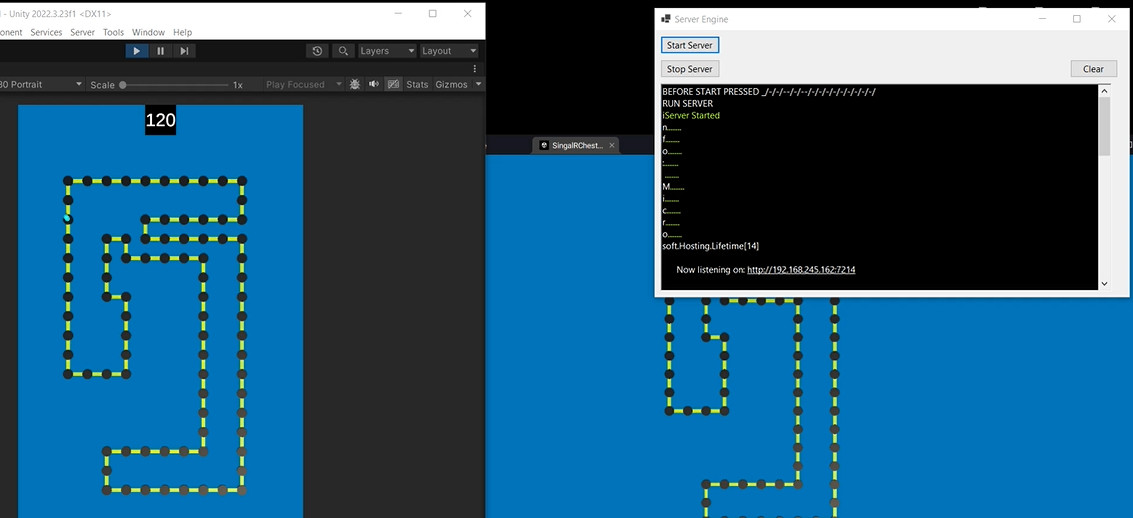 - Unity 2022.3.23f1 <DX11>
onent Services Server Tools Window Help
Layers Layout
30 Portrait Scale 1x Play Focused Stats Gizmos
120
SingalRChest...
Server Engine
Start Server
Stop Server
Clear
BEFORE START PRESSED _/-/-/--/-/--/-/-/-/-/-/-/-/-/-/
RUN SERVER
iServer Started
n........
f........
o........
:........
........
M........
i........
c........
r........
o........
soft.Hosting.Lifetime[14]
Now listening on: http://192.168.245.162:7214